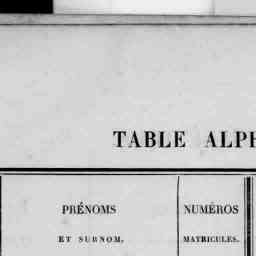 TABLE ALPH
PRÉNOMS
ET SURNOM.
NUMÉROS
MATRICULES.